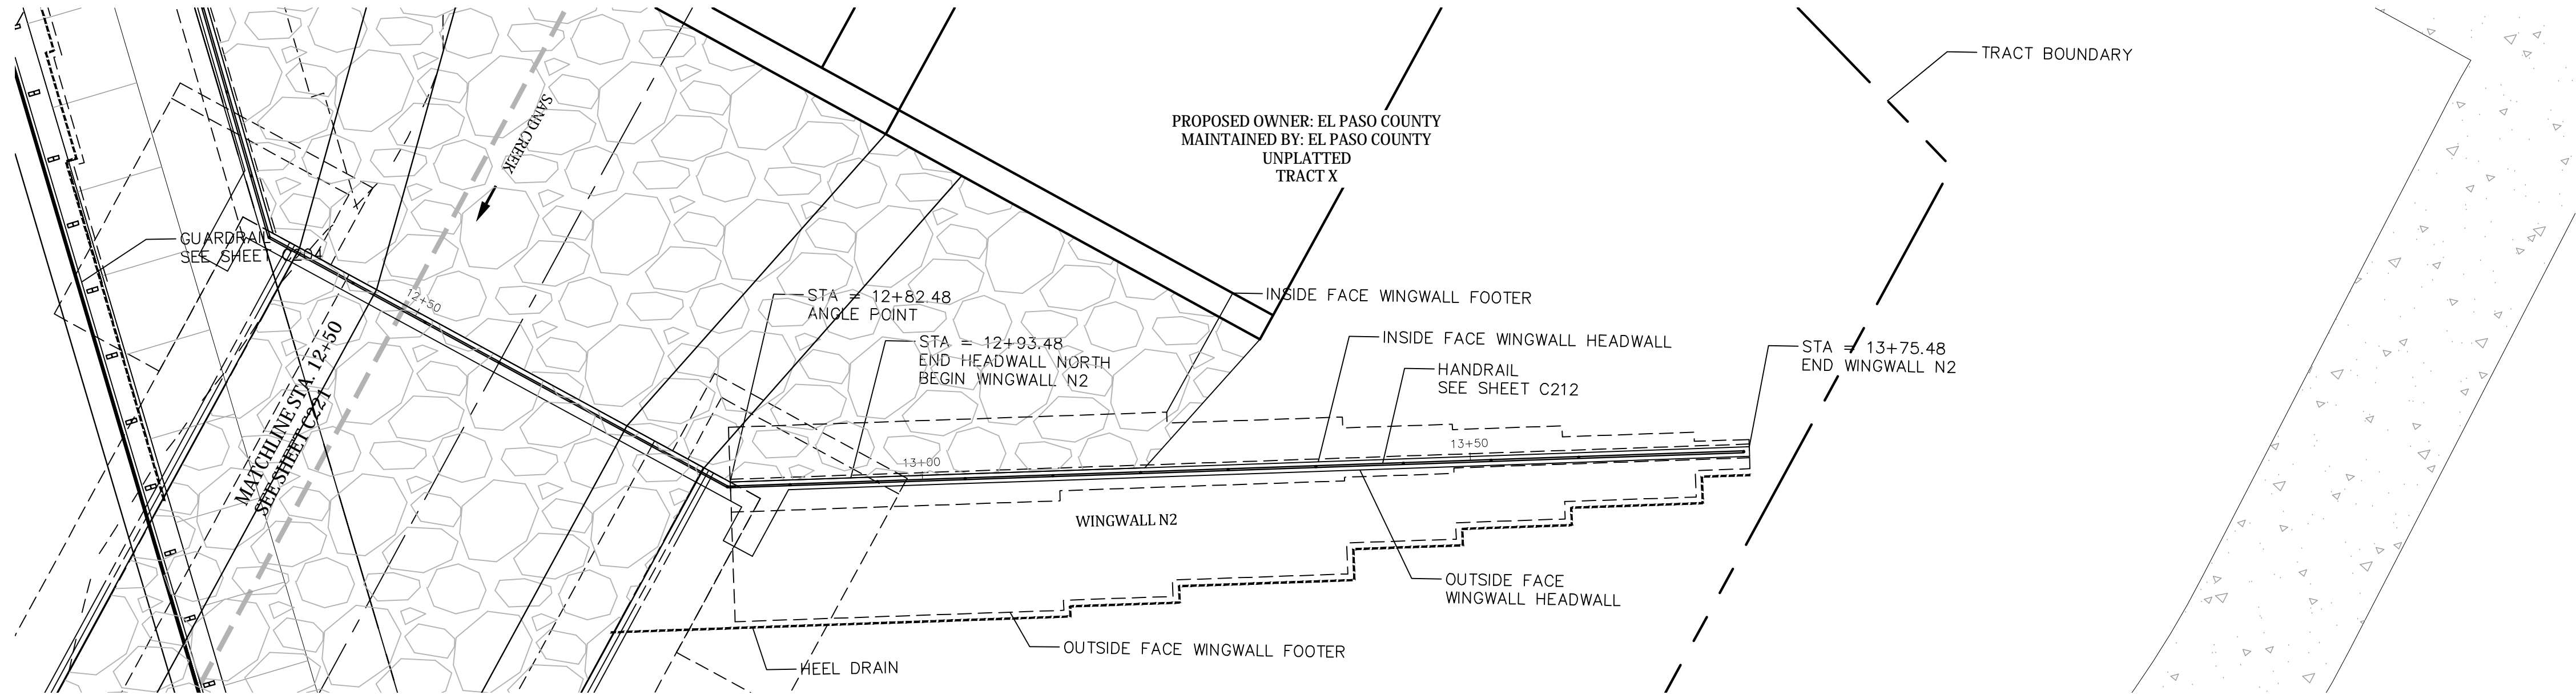 TRACT BOUNDARY
SAND CREEK
PROPOSED OWNER: EL PASO COUNTY
MAINTAINED BY: EL PASO COUNTY
UNPLATTED
TRACT X
GUARDRAIL
SEE SHEET C204
12+50
MATCHLINE STA. 12+50
SEE SHEET C221
STA = 12+82.48
ANGLE POINT
STA = 12+93.48
END HEADWALL NORTH
BEGIN WINGWALL N2
INSIDE FACE WINGWALL FOOTER
INSIDE FACE WINGWALL HEADWALL
HANDRAIL
SEE SHEET C212
STA = 13+75.48
END WINGWALL N2
13+00
13+50
WINGWALL N2
OUTSIDE FACE
WINGWALL HEADWALL
OUTSIDE FACE WINGWALL FOOTER
HEEL DRAIN